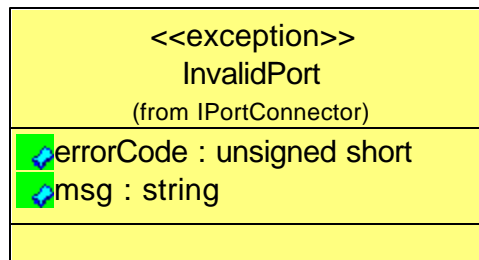 <<exception>>
InvalidPort
(from IPortConnector)
errorCode : unsigned short
msg : string